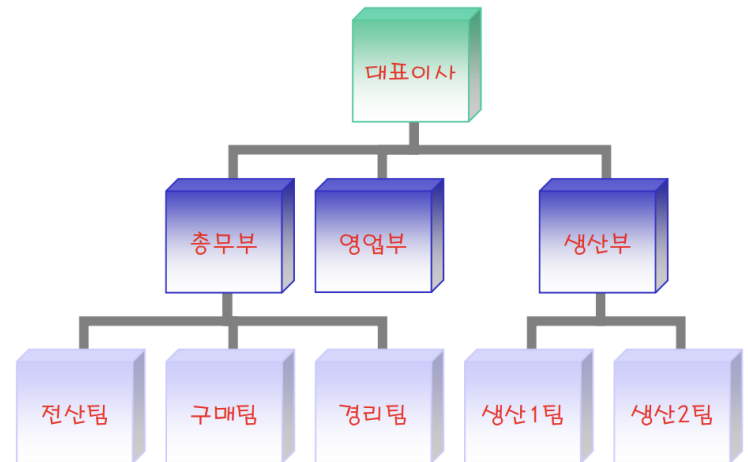 대표이사
총무부
영업부
생산부
전산팀
구매팀
경리팀
생산1팀
생산2팀